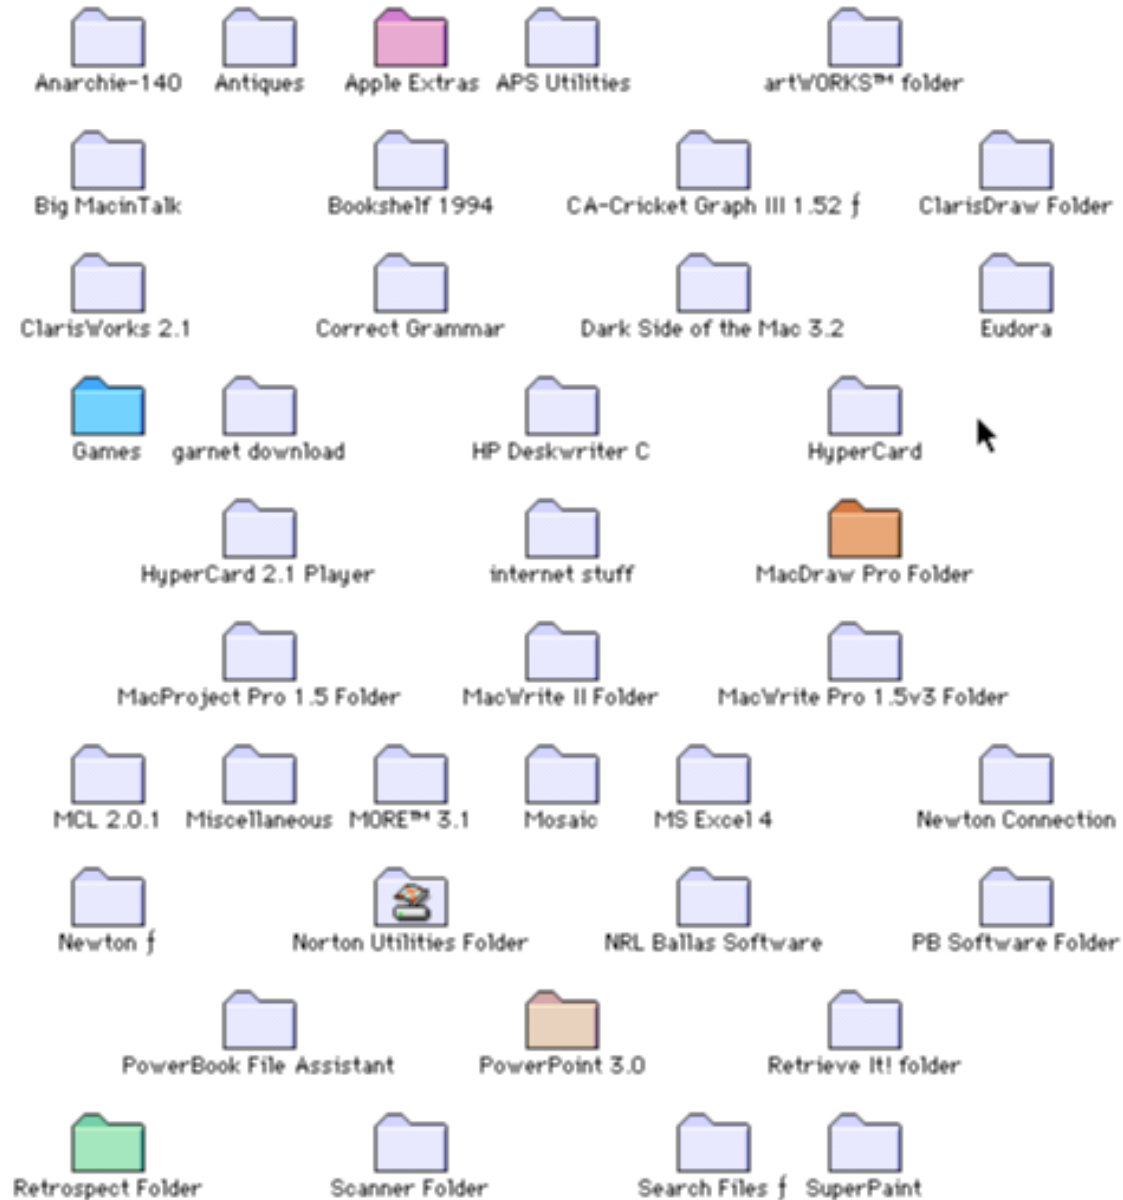 Anarchie-140 Antiques Apple Extras APS Utilities artWORKS™ folder
Big MacinTalk Bookshelf 1994 CA-Cricket Graph III 1.52 ƒ ClarisDraw Folder
ClarisWorks 2.1 Correct Grammar Dark Side of the Mac 3.2 Eudora
Games garnet download HP Deskwriter C HyperCard
HyperCard 2.1 Player internet stuff MacDraw Pro Folder
MacProject Pro 1.5 Folder MacWrite II Folder MacWrite Pro 1.5v3 Folder
MCL 2.0.1 Miscellaneous MORE™ 3.1 Mosaic MS Excel 4 Newton Connection
Newton ƒ Norton Utilities Folder NRL Ballas Software PB Software Folder
PowerBook File Assistant PowerPoint 3.0 Retrieve It! folder
Retrospect Folder Scanner Folder Search Files ƒ SuperPaint